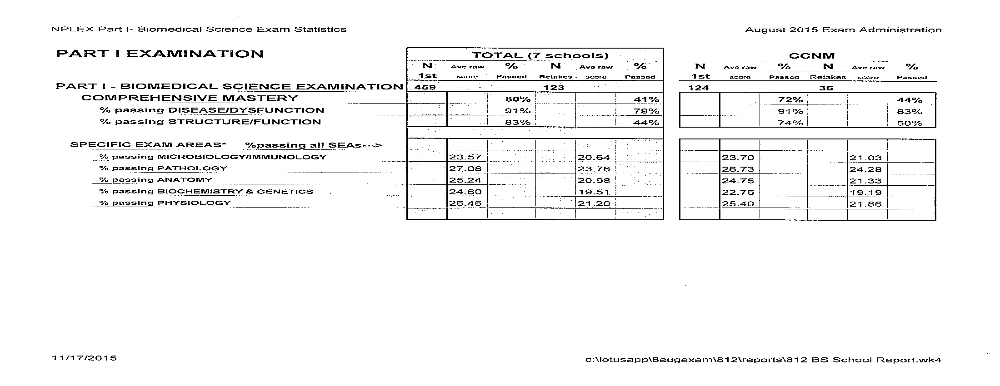 NPLEX Part I- Biomedical Science Exam Statistics August 2015 Exam Administration
PART I EXAMINATION TOTAL (7 schools) CCNM
N Ave raw % N Ave raw % N Ave raw % N Ave raw %
1st score Passed Retakes score Passed 1st score Passed Retakes score Passed
PART I - BIOMEDICAL SCIENCE EXAMINATION 459 123 124 36
COMPREHENSIVE MASTERY 80% 41% 72% 44%
% passing DISEASE/DYSFUNCTION 91% 79% 91% 83%
% passing STRUCTURE/FUNCTION 83% 44% 74% 50%
SPECIFIC EXAM AREAS* %passing all SEAs--->
% passing MICROBIOLOGY/IMMUNOLOGY 23.57 20.64 23.70 21.03
% passing PATHOLOGY 27.08 23.76 26.73 24.28
% passing ANATOMY 25.24 20.98 24.75 21.33
% passing BIOCHEMISTRY & GENETICS 24.60 19.51 22.76 19.19
% passing PHYSIOLOGY 26.46 21.20 25.40 21.86
11/17/2015 c:\lotusapp\8augexam\812\reports\812 BS School Report.wk4